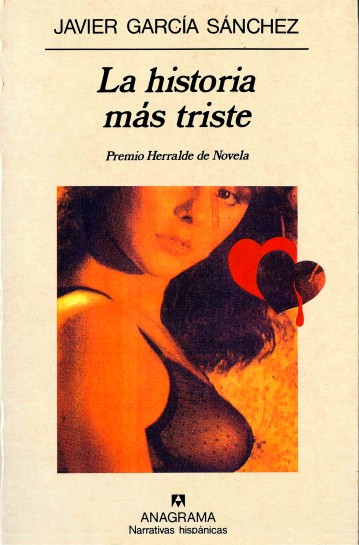 JAVIER GARCÍA SÁNCHEZ
La historia
más triste
Premio Herralde de Novela
ANAGRAMA
Narrativas hispánicas